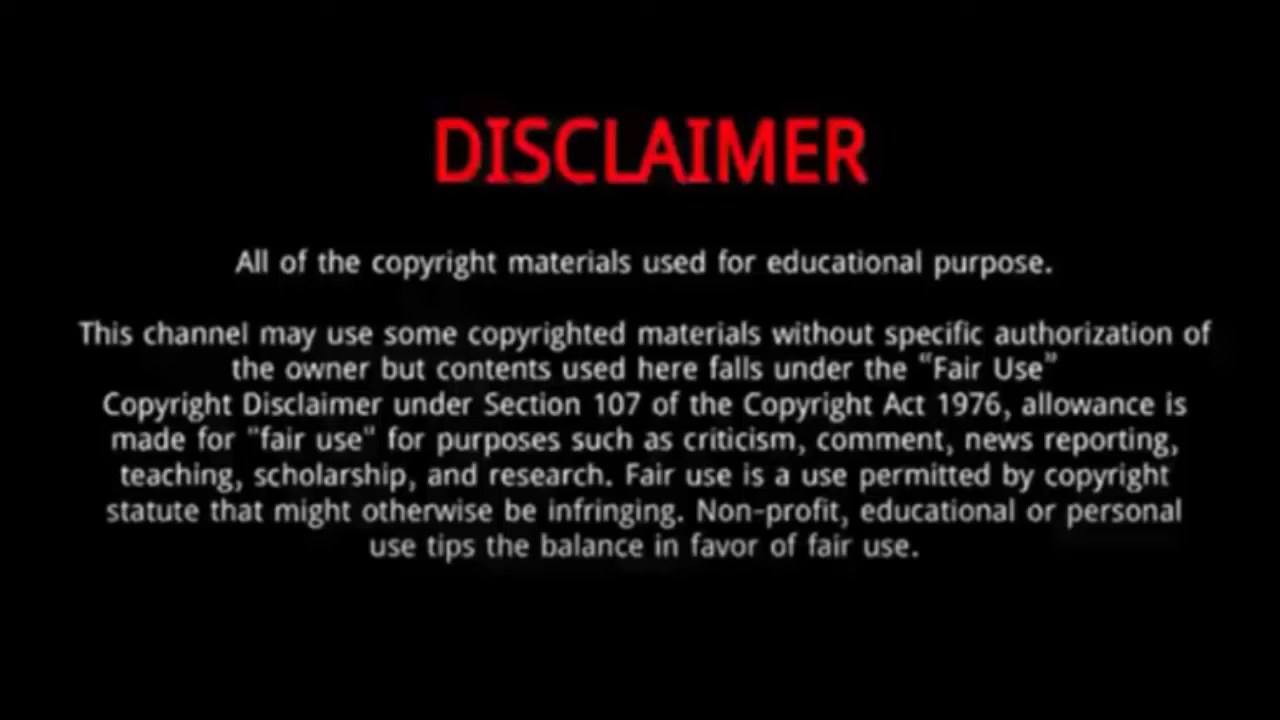 DISCLAIMER
All of the copyright materials used for educational purpose.
This channel may use some copyrighted materials without specific authorization of
the owner but contents used here falls under the “Fair Use”
Copyright Disclaimer under Section 107 of the Copyright Act 1976, allowance is
made for "fair use" for purposes such as criticism, comment, news reporting,
teaching, scholarship, and research. Fair use is a use permitted by copyright
statute that might otherwise be infringing. Non-profit, educational or personal
use tips the balance in favor of fair use.